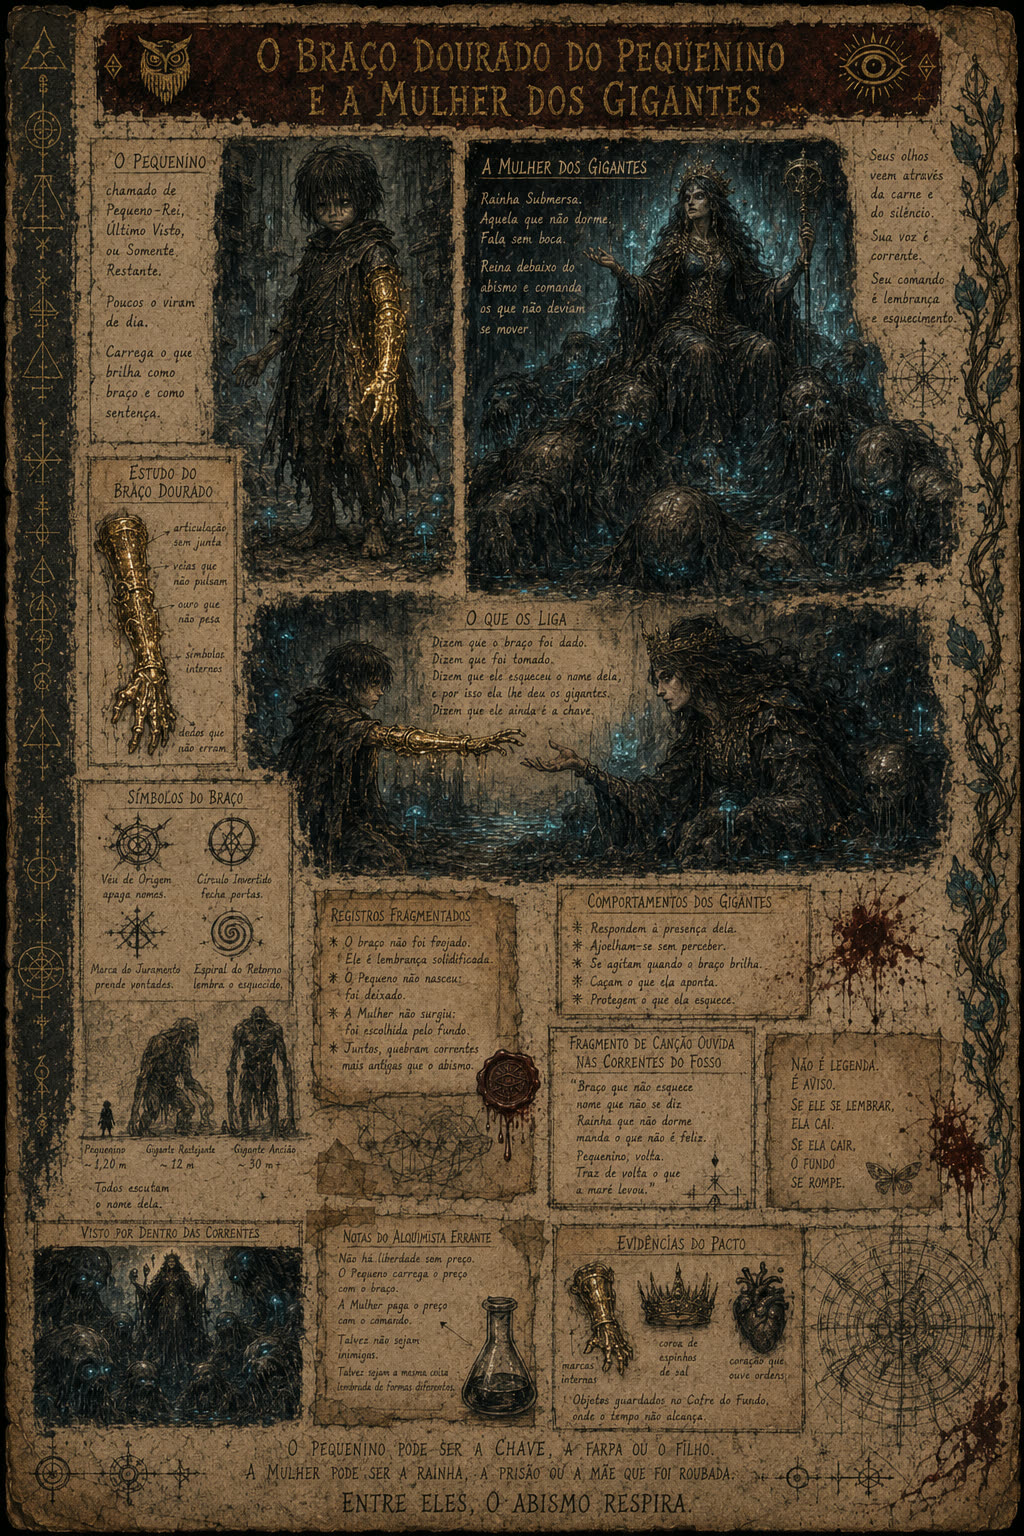 O BRAÇO DOURADO DO PEQUENINO
E A MULHER DOS GIGANTES
O PEQUENINO
chamado de
Pequeno-Rei,
Último Visto,
ou Somente,
Restante.
Poucos o viram
de dia.
Carrega o que
brilha como
braço e como
sentença.
A MULHER DOS GIGANTES
Rainha Submersa.
Aquela que não dorme.
Fala sem boca.
Reina debaixo do
abismo e comanda
os que não deviam
se mover.
Seus olhos
veem através
da carne e
do silêncio.
Sua voz é
corrente.
Seu comando
é lembrança
e esquecimento.
ESTUDO DO
BRAÇO DOURADO
articulação
sem junta
veias que
não pulsam
ouro que
não pesa
símbolos
internos
dedos que
não erram
O QUE OS LIGA
Dizem que o braço foi dado.
Dizem que foi tomado.
Dizem que ele esqueceu o nome dela,
e por isso ela lhe deu os gigantes.
Dizem que ele ainda é a chave.
SÍMBOLOS DO BRAÇO
Véu de Origem
apaga nomes.
Círculo Invertido
fecha portas.
Marca do Juramento
prende vontades.
Espiral do Retorno
lembra o esquecido.
Pequenino
~ 1,20 m
Gigante Rastejante
~ 12 m
Gigante Ancião
~ 30 m+
Todos escutam
o nome dela.
REGISTROS FRAGMENTADOS
* O braço não foi forjado.
Ele é lembrança solidificada.
* O Pequeno não nasceu:
foi deixado.
* A Mulher não surgiu:
foi escolhida pelo fundo.
* Juntos, quebram correntes
mais antigas que o abismo.
COMPORTAMENTOS DOS GIGANTES
* Respondem à presença dela.
* Ajoelham-se sem perceber.
* Se agitam quando o braço brilha.
* Caçam o que ela aponta.
* Protegem o que ela esquece.
FRAGMENTO DE CANÇÃO OUVIDA
NAS CORRENTES DO FOSSO
"Braço que não esquece
nome que não se diz
Rainha que não dorme
manda o que não é feliz.
Pequenino, volta.
Traz de volta o que
a maré levou."
NÃO É LEGENDA.
É AVISO.
SE ELE SE LEMBRAR,
ELA CAI.
SE ELA CAIR,
O FUNDO
SE ROMPE.
VISTO POR DENTRO DAS CORRENTES
NOTAS DO ALQUIMISTA ERRANTE
Não há liberdade sem preço.
O Pequeno carrega o preço
com o braço.
A Mulher paga o preço
com o comando.
Talvez não sejam
inimigos.
Talvez sejam a mesma coisa
lembrada de formas diferentes.
EVIDÊNCIAS DO PACTO
marcas
internas
coroa de
espinhos
de sal
coração que
ouve ordens
Objetos guardados no Cofre do Fundo,
onde o tempo não alcança.
O PEQUENINO PODE SER A CHAVE, A FARPA OU O FILHO.
A MULHER PODE SER A RAINHA, A PRISÃO OU A MÃE QUE FOI ROUBADA.
ENTRE ELES, O ABISMO RESPIRA.